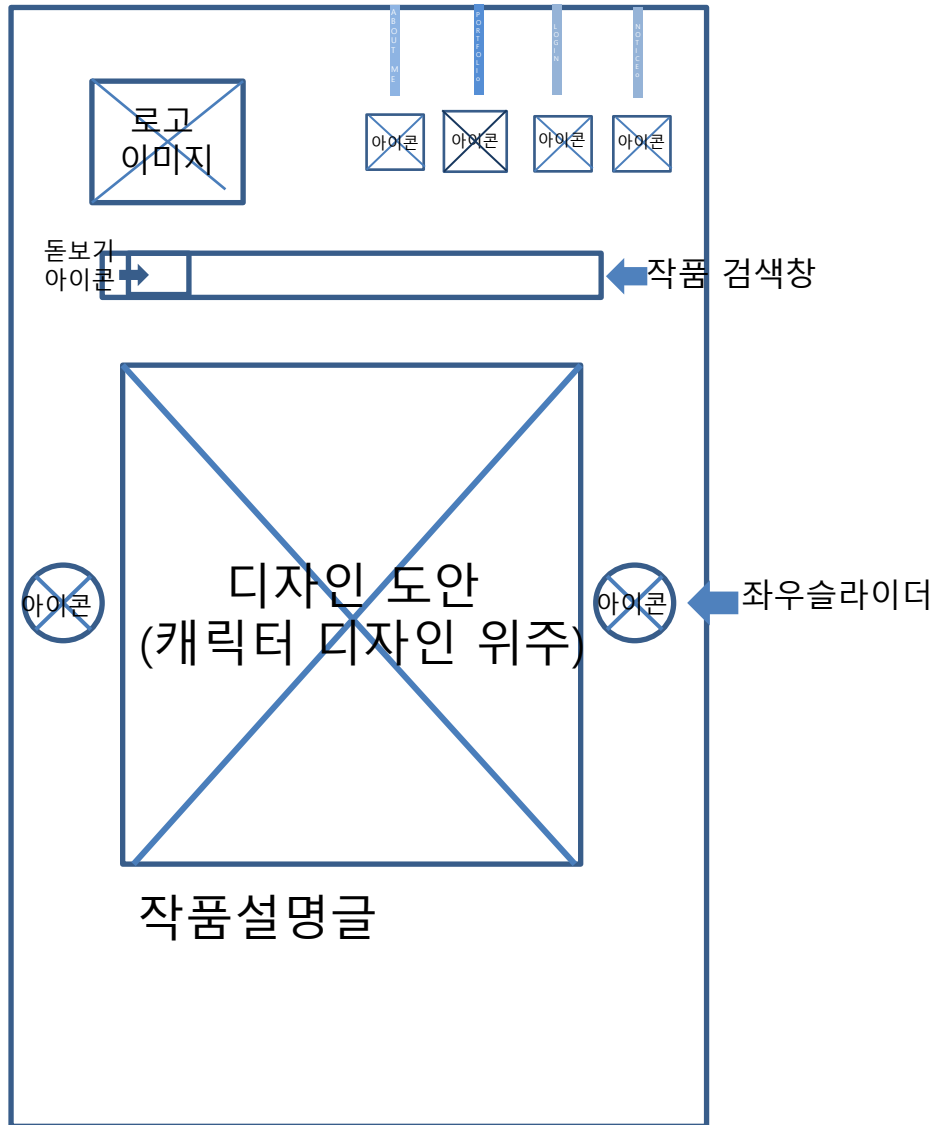 ABOUT ME
PORTFOLIO
LOGIN
NOTICE
로고
이미지
아이콘
아이콘
아이콘
아이콘
돋보기
아이콘
작품 검색창
디자인 도안
(캐릭터 디자인 위주)
아이콘
아이콘
좌우슬라이더
작품설명글